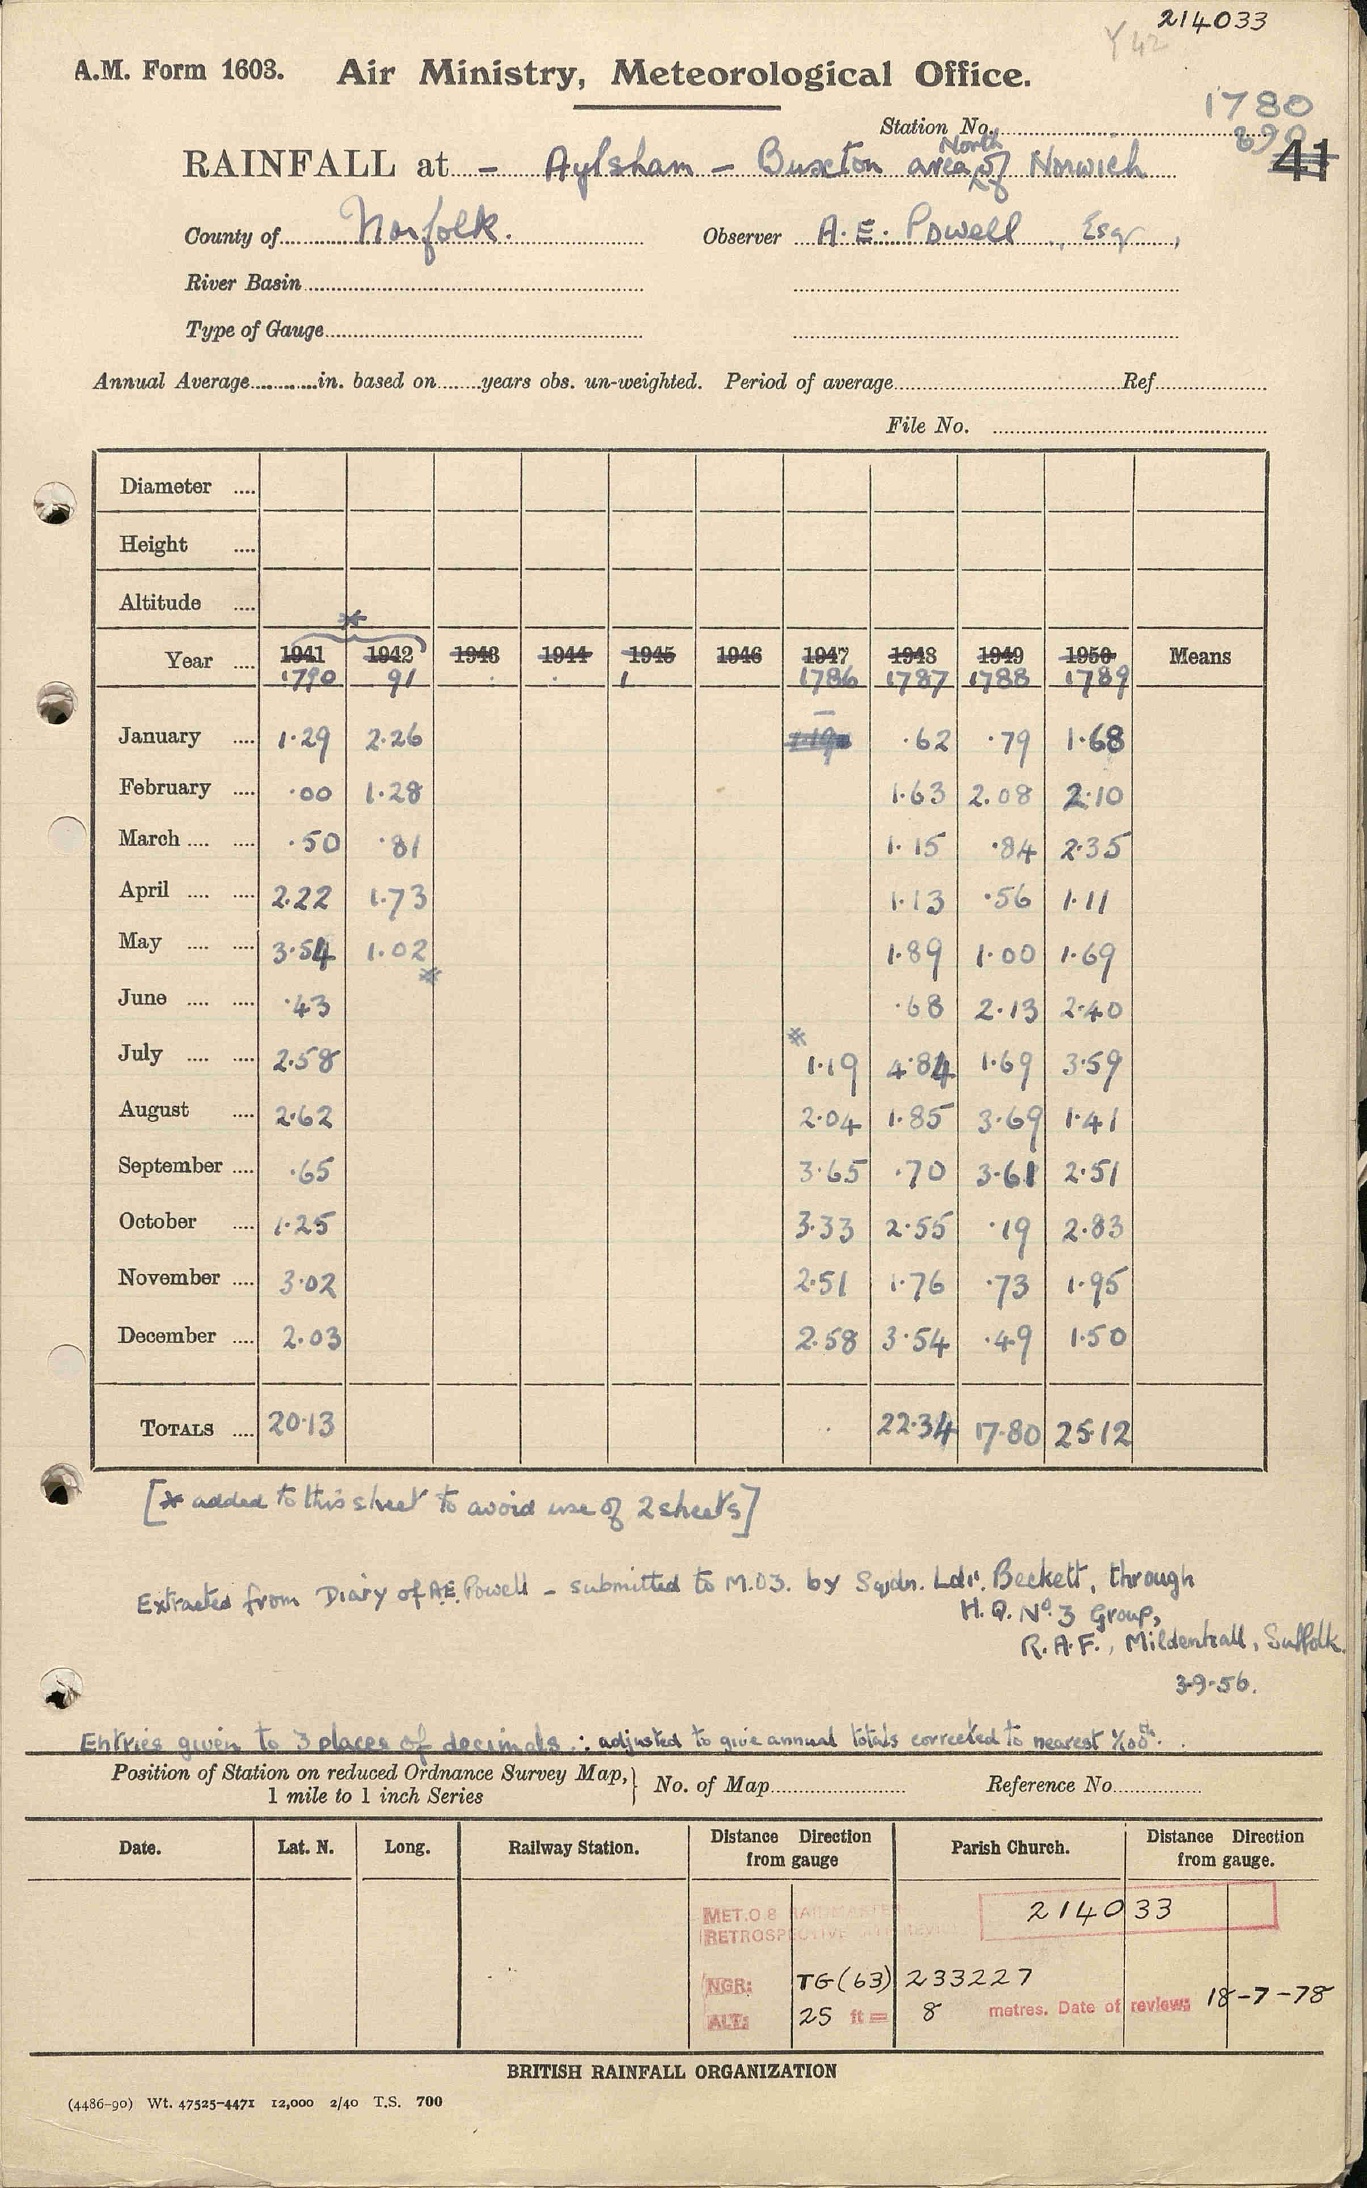 214033
Y 42
A.M. Form 1603. Air Ministry, Meteorological Office.
1780
Station No.
41
North
RAINFALL at - Aylsham - Buxton area of Norwich
County of Norfolk. Observer A. E. Powell, Esqr,
River Basin
Type of Gauge
Annual Average in. based on years obs. un-weighted. Period of average Ref
File No.
Diameter
Height
Altitude
*
Year 1941 1942 1943 1944 1945 1946 1947 1948 1949 1950 Means
1790 91 1786 1787 1788 1789
January 1.29 2.26 - 1.19 .62 .79 1.68
February .00 1.28 1.63 2.08 2.10
March .50 .81 1.15 .84 2.35
April 2.22 1.73 1.13 .56 1.11
May 3.54 1.02 1.89 1.00 1.69
*
June .43 .68 2.13 2.40
*
July 2.58 1.19 4.84 1.69 3.59
August 2.62 2.04 1.85 3.69 1.41
September .65 3.65 .70 3.61 2.51
October 1.25 3.33 2.55 .19 2.83
November 3.02 2.51 1.76 .73 1.95
December 2.03 2.58 3.54 .49 1.50
TOTALS 20.13 22.34 17.80 25.12
[* added to this sheet to avoid use of 2 sheets]
Extracted from Diary of A.E. Powell - submitted to M.O3. by Sqdn. Ldr. Beckett, through
H.Q. No. 3 Group,
R.A.F., Mildenhall, Suffolk.
3-9-56.
Entries given to 3 places of decimals ∴ adjusted to give annual totals corrected to nearest 1/100th.
Position of Station on reduced Ordnance Survey Map, } No. of Map Reference No
1 mile to 1 inch Series
Date. Lat. N. Long. Railway Station. Distance Direction from gauge Parish Church. Distance Direction from gauge.
MET.O.8 RAINMASTER 214033
RETROSPECTIVE REVIEW
NGR: TG (63) 233227
ALT: 25 ft = 8 metres. Date of review: 18-7-78
BRITISH RAINFALL ORGANIZATION
(4486-90) Wt. 47525-4471 12,000 2/40 T.S. 700